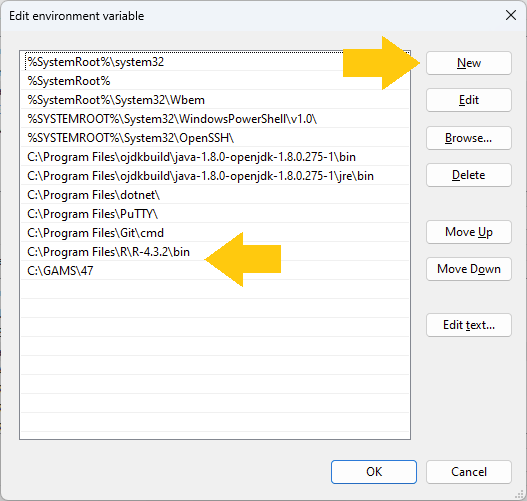 Edit environment variable
%SystemRoot%\system32
%SystemRoot%
%SystemRoot%\System32\Wbem
%SYSTEMROOT%\System32\WindowsPowerShell\v1.0\
%SYSTEMROOT%\System32\OpenSSH\
C:\Program Files\ojdkbuild\java-1.8.0-openjdk-1.8.0.275-1\bin
C:\Program Files\ojdkbuild\java-1.8.0-openjdk-1.8.0.275-1\jre\bin
C:\Program Files\dotnet\
C:\Program Files\PuTTY\
C:\Program Files\Git\cmd
C:\Program Files\R\R-4.3.2\bin
C:\GAMS\47
New
Edit
Browse...
Delete
Move Up
Move Down
Edit text...
OK
Cancel